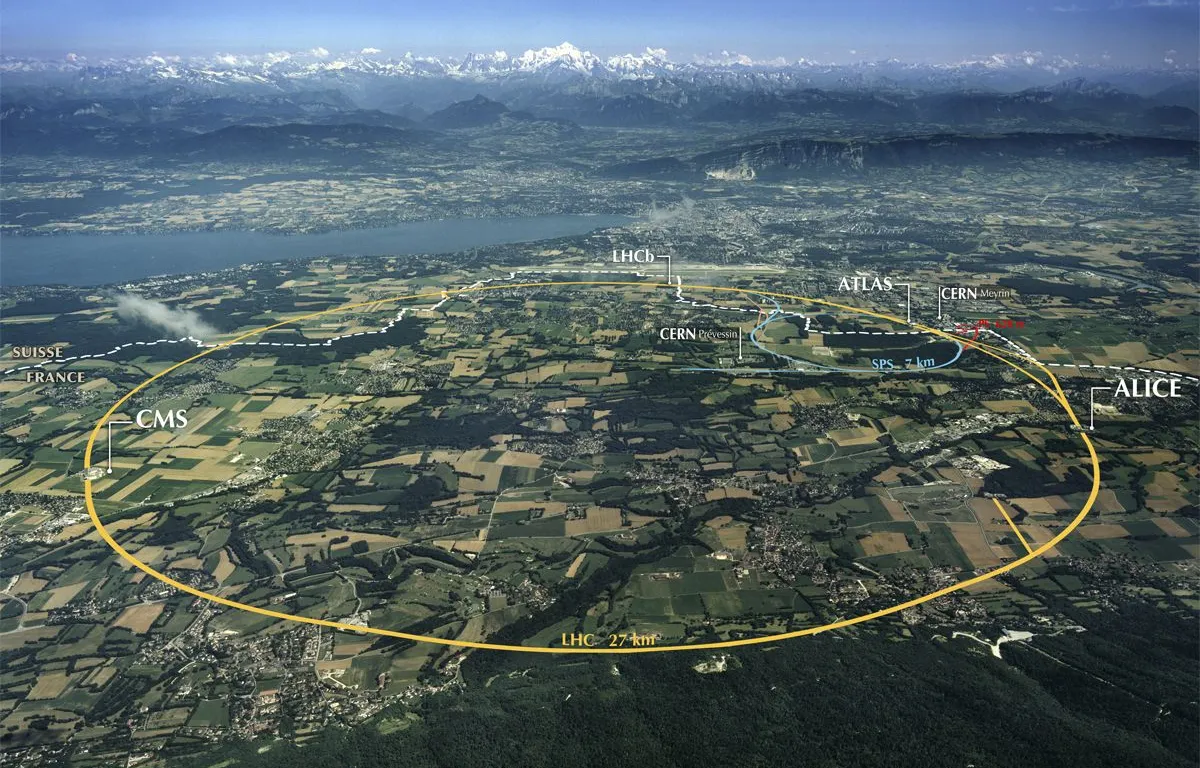 LHCb
ATLAS
CERN Meyrin
CERN Prévessin
SUISSE
FRANCE
SPS 7 km
ALICE
CMS
LHC 27 km